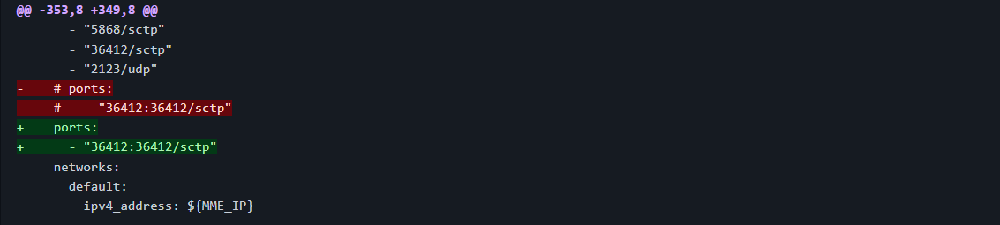 @@ -353,8 +349,8 @@
       - "5868/sctp"
       - "36412/sctp"
       - "2123/udp"
-    # ports:
-    #   - "36412:36412/sctp"
+    ports:
+      - "36412:36412/sctp"
     networks:
       default:
         ipv4_address: ${MME_IP}